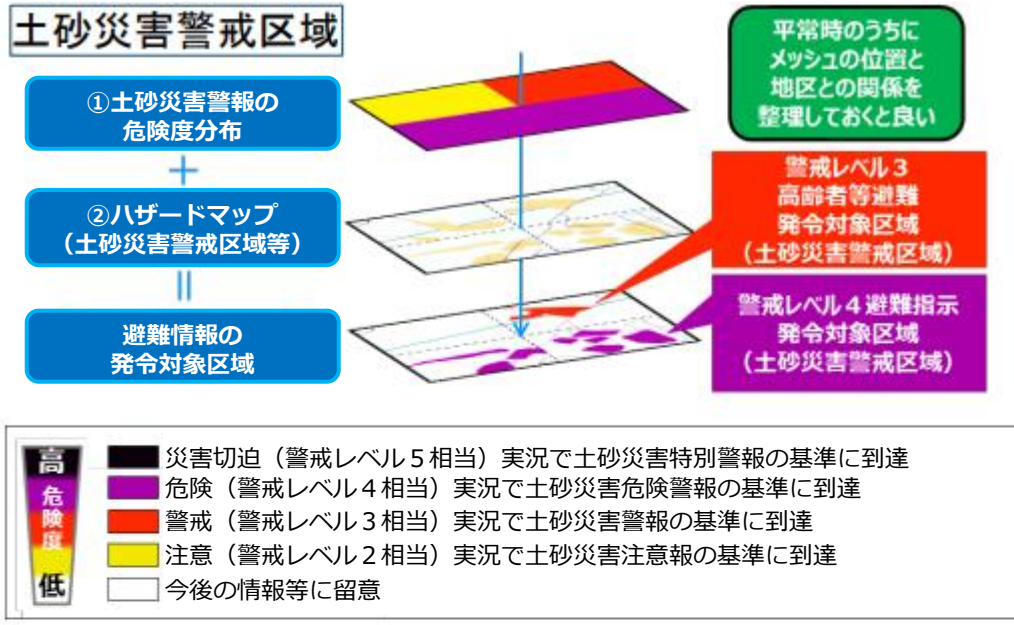 土砂災害警戒区域
①土砂災害警報の
危険度分布
+
②ハザードマップ
（土砂災害警戒区域等）
||
避難情報の
発令対象区域
平常時のうちに
メッシュの位置と
地区との関係を
整理しておくと良い
警戒レベル３
高齢者等避難
発令対象区域
（土砂災害警戒区域）
警戒レベル４避難指示
発令対象区域
（土砂災害警戒区域）
高
危険度
低
災害切迫（警戒レベル５相当）実況で土砂災害特別警報の基準に到達
危険（警戒レベル４相当）実況で土砂災害危険警報の基準に到達
警戒（警戒レベル３相当）実況で土砂災害警報の基準に到達
注意（警戒レベル２相当）実況で土砂災害注意報の基準に到達
今後の情報等に留意